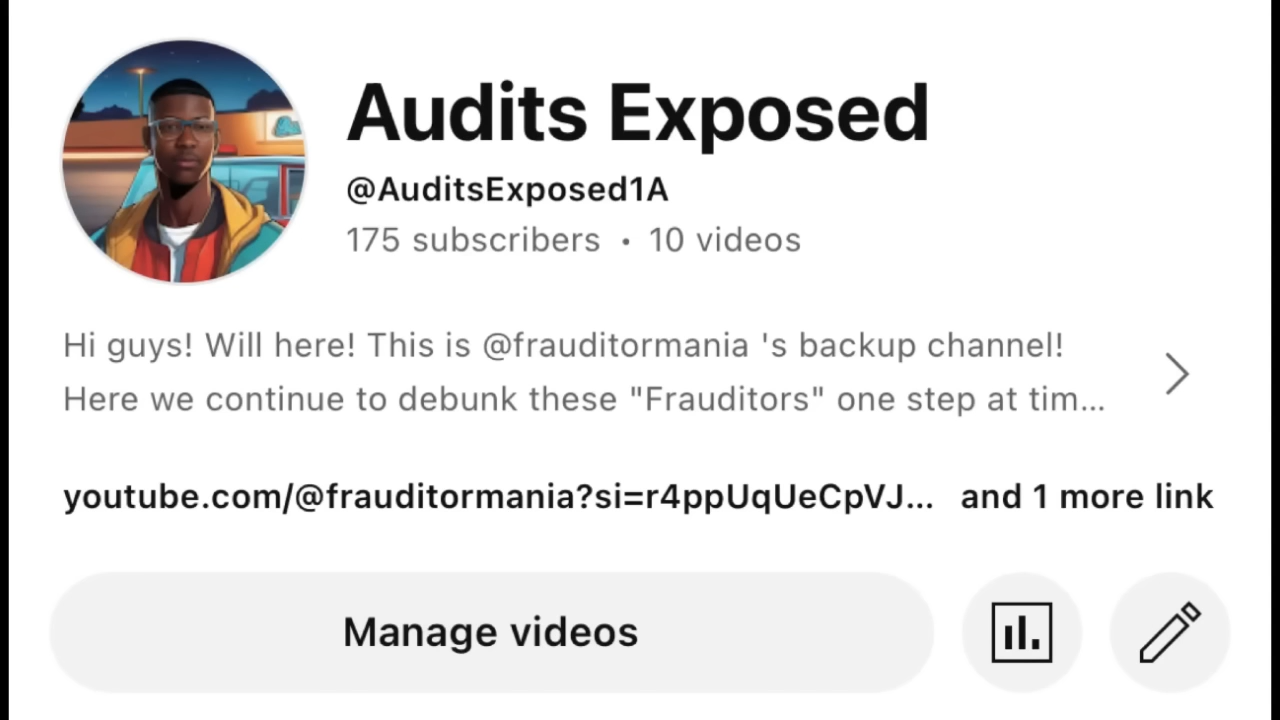 Audits Exposed
@AuditsExposed1A
175 subscribers • 10 videos
Hi guys! Will here! This is @frauditormania 's backup channel!
Here we continue to debunk these "Frauditors" one step at tim...
youtube.com/@frauditormania?si=r4ppUqUeCpVJ... and 1 more link
Manage videos